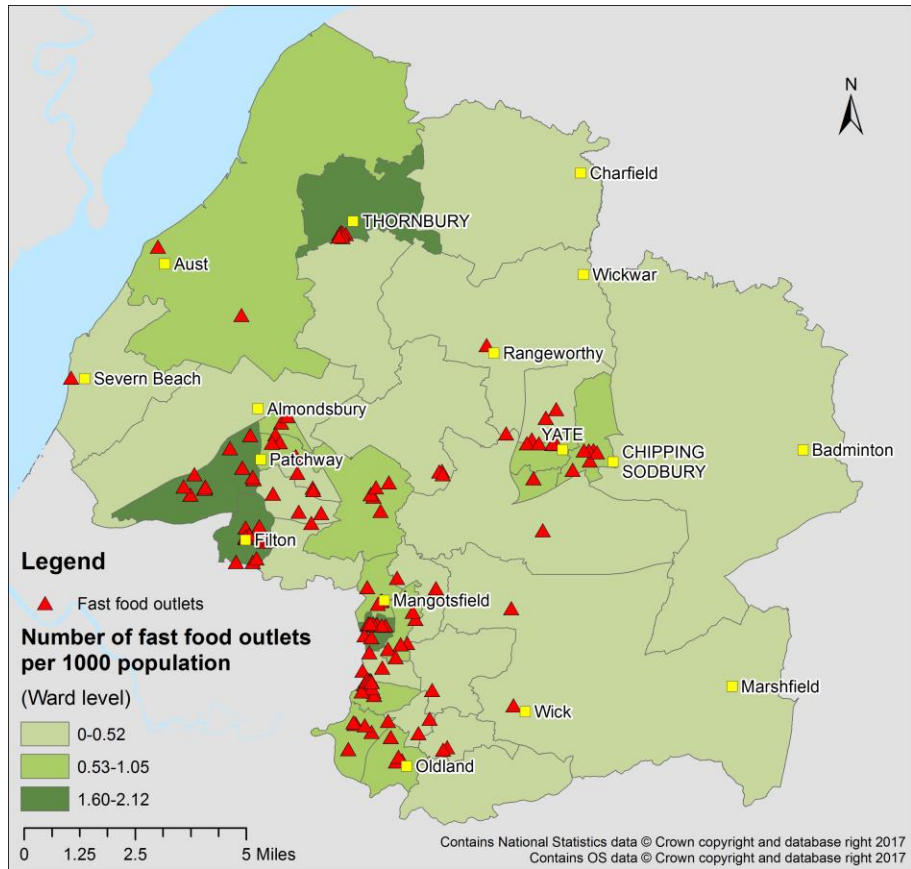 N
Charfield
THORNBURY
Aust
Wickwar
Rangeworthy
Severn Beach
Almondsbury
YATE
CHIPPING
SODBURY
Badminton
Patchway
Filton
Legend
Fast food outlets
Number of fast food outlets
per 1000 population
(Ward level)
0-0.52
0.53-1.05
1.60-2.12
0 1.25 2.5 5 Miles
Mangotsfield
Marshfield
Wick
Oldland
Contains National Statistics data © Crown copyright and database right 2017
Contains OS data © Crown copyright and database right 2017